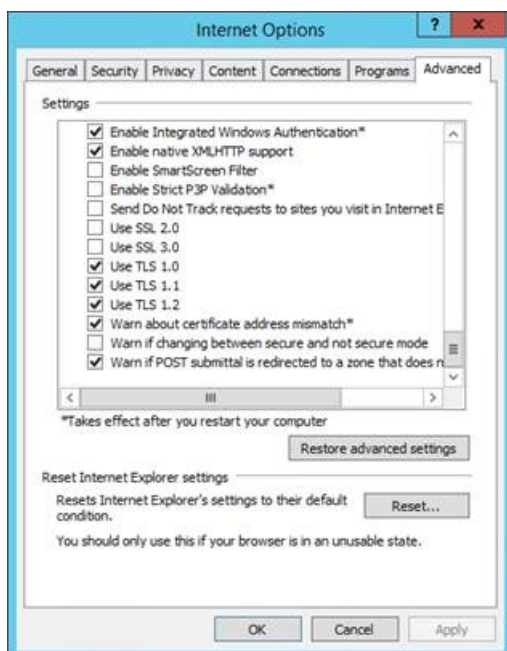 Internet Options
? x
General Security Privacy Content Connections Programs Advanced
Settings
Enable Integrated Windows Authentication*
Enable native XMLHTTP support
Enable SmartScreen Filter
Enable Strict P3P Validation*
Send Do Not Track requests to sites you visit in Internet E
Use SSL 2.0
Use SSL 3.0
Use TLS 1.0
Use TLS 1.1
Use TLS 1.2
Warn about certificate address mismatch*
Warn if changing between secure and not secure mode
Warn if POST submittal is redirected to a zone that does n
*Takes effect after you restart your computer
Restore advanced settings
Reset Internet Explorer settings
Resets Internet Explorer's settings to their default
condition.
Reset...
You should only use this if your browser is in an unusable state.
OK Cancel Apply